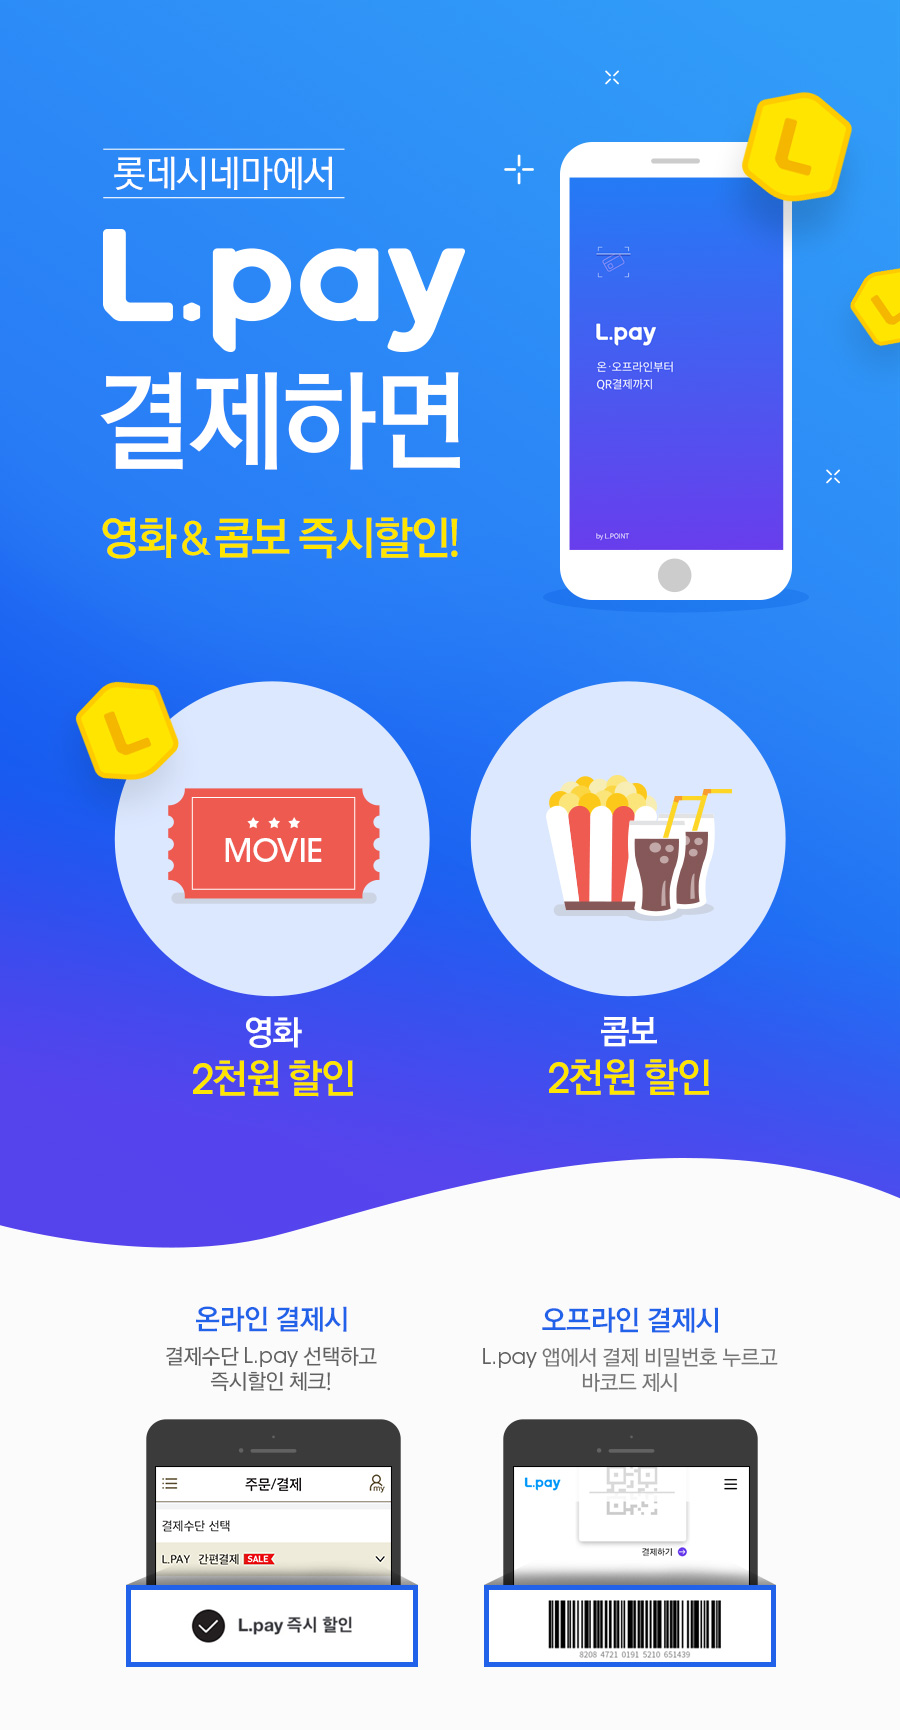 롯데시네마에서
L.pay
결제하면
영화&콤보 즉시할인!
L
L
L.pay
온·오프라인부터
QR결제까지
by L.POINT
L
MOVIE
영화
2천원 할인
콤보
2천원 할인
온라인 결제시
결제수단 L.pay 선택하고
즉시할인 체크!
주문/결제
my
결제수단 선택
L.PAY 간편결제 SALE
L.pay 즉시 할인
오프라인 결제시
L.pay 앱에서 결제 비밀번호 누르고
바코드 제시
L.pay
결제하기
8208 4721 0191 5210 651439